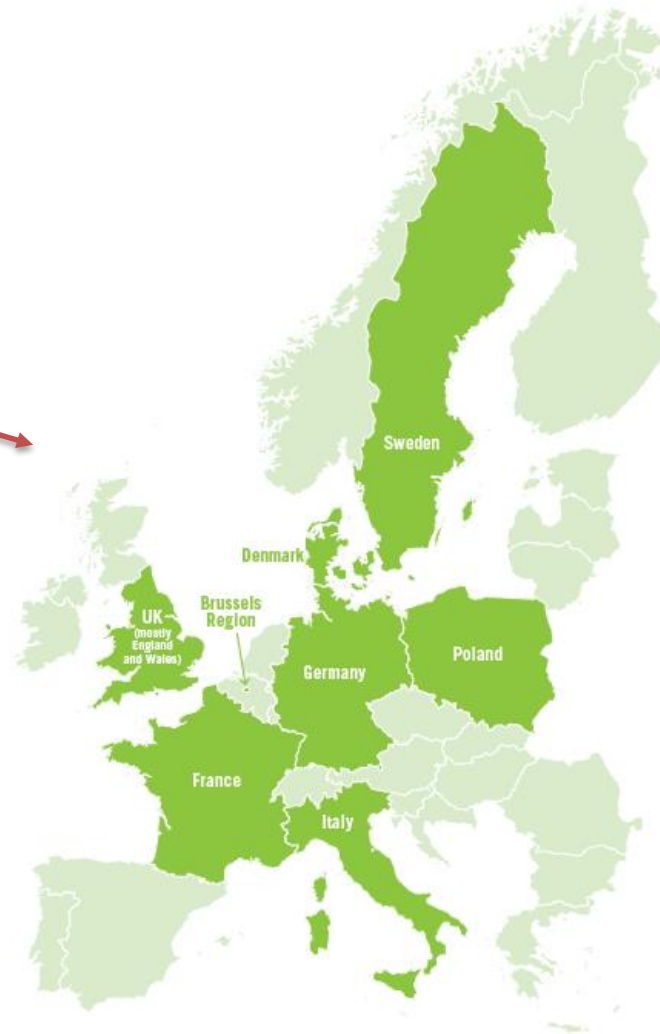 Sweden
Denmark
Brussels
Region
UK
(mostly
England
and Wales)
Germany
Poland
France
Italy